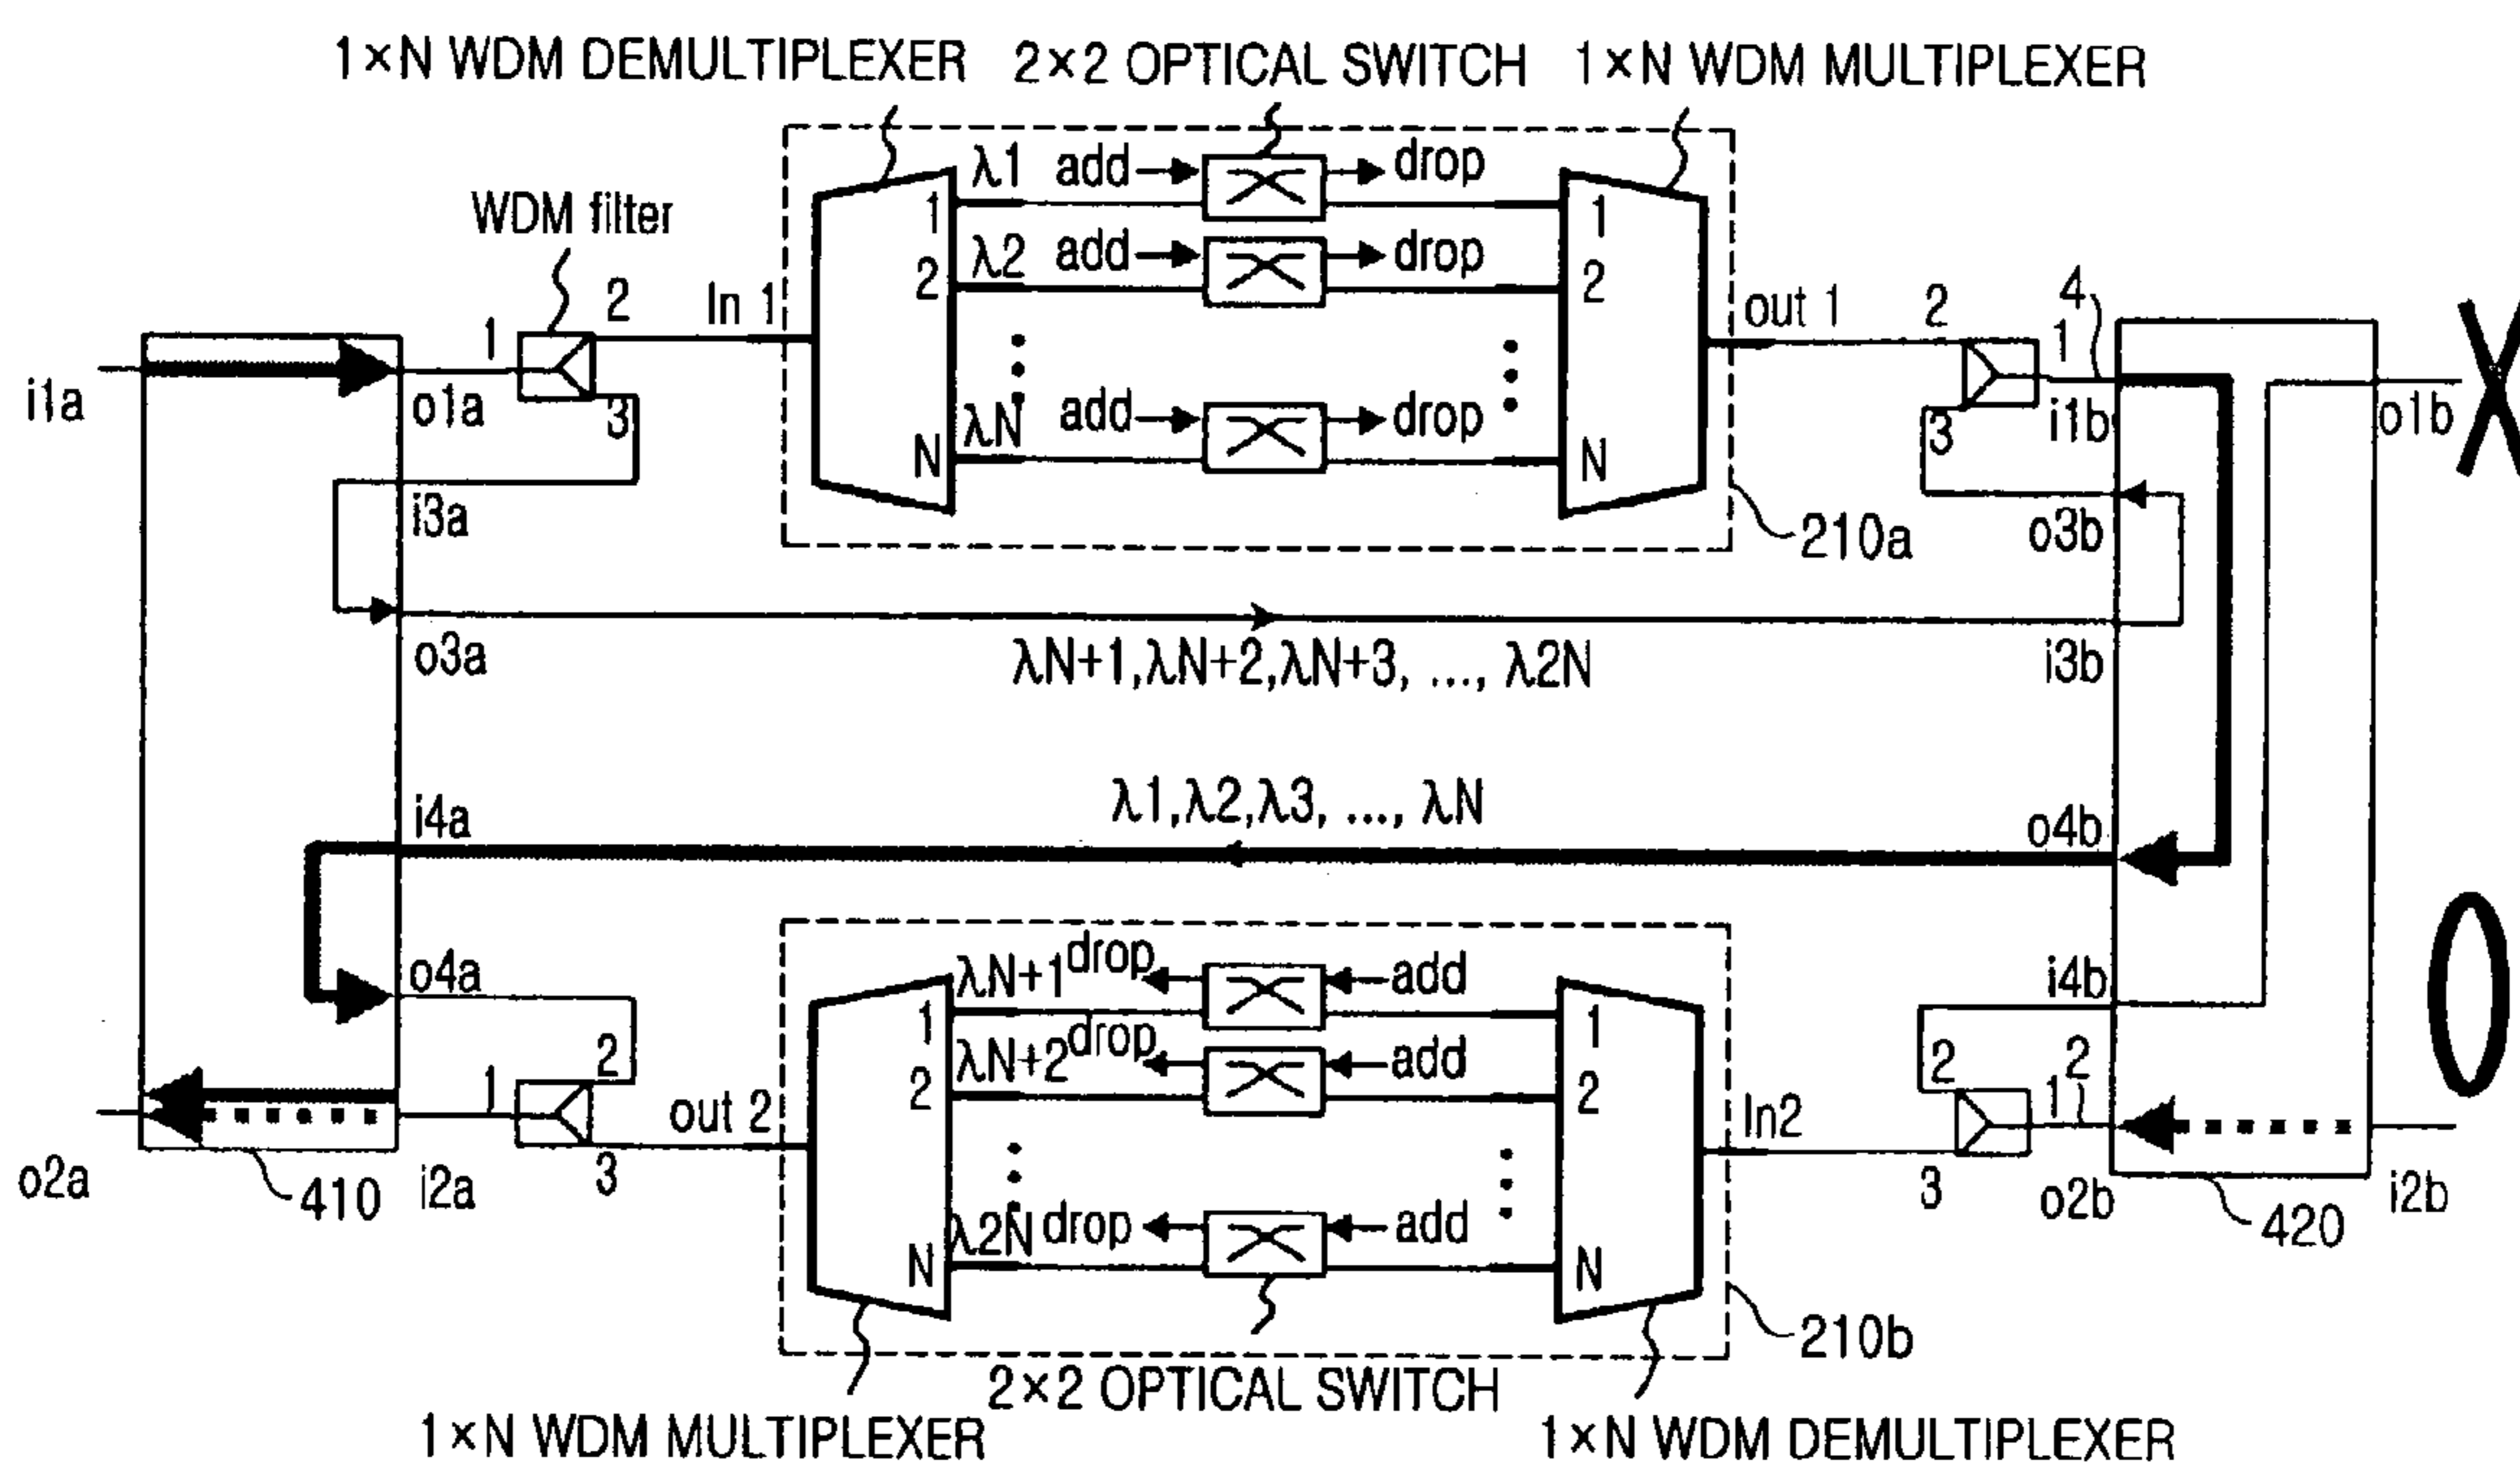 1×N WDM DEMULTIPLEXER 2×2 OPTICAL SWITCH 1×N WDM MULTIPLEXER
WDM filter
λ1 add drop
1 1
λ2 add drop
2 2
λN add drop
N N
1 2 In 1
3
i1a o1a
i3a
out 1 2 1 4
3 i1b o1b X
o3b
210a
o3a i3b
λN+1,λN+2,λN+3, ..., λ2N
i4a λ1,λ2,λ3, ..., λN o4b
o4a i4b
0
λN+1 drop add
1 1
λN+2 drop add
2 2
λ2N drop add
N N
1 2 out 2
3
In2 2 1 2
3
o2a 410 i2a
o2b 420 i2b
210b
2×2 OPTICAL SWITCH
1×N WDM MULTIPLEXER 1×N WDM DEMULTIPLEXER